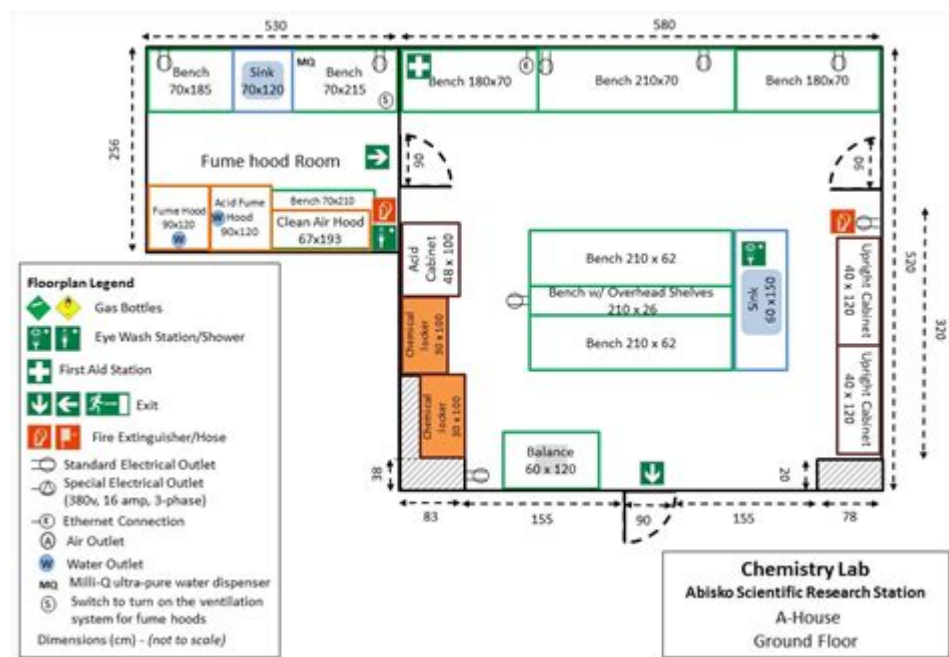 530
580
Bench
70x185
Sink
70x120
MQ
Bench
70x215
S
Bench 180x70
E
Bench 210x70
Bench 180x70
256
Fume hood Room
90
90
Fume Hood
90x120
W
Acid Fume
Hood
90x120
W
Bench 70x210
Clean Air Hood
67x193
Acid
Cabinet
48 x 100
Chemical
locker
30 x 100
Chemical
locker
30 x 100
Bench 210 x 62
Bench w/ Overhead Shelves
210 x 26
Bench 210 x 62
Sink
60 x150
Upright Cabinet
40 x 120
Upright Cabinet
40 x 120
520
320
Balance
60 x 120
38
20
83
155
90
155
78
Floorplan Legend
Gas Bottles
Eye Wash Station/Shower
First Aid Station
Exit
Fire Extinguisher/Hose
Standard Electrical Outlet
Special Electrical Outlet
(380v, 16 amp, 3-phase)
E Ethernet Connection
A Air Outlet
W Water Outlet
MQ Milli-Q ultra-pure water dispenser
S Switch to turn on the ventilation
system for fume hoods
Dimensions (cm) - (not to scale)
Chemistry Lab
Abisko Scientific Research Station
A-House
Ground Floor